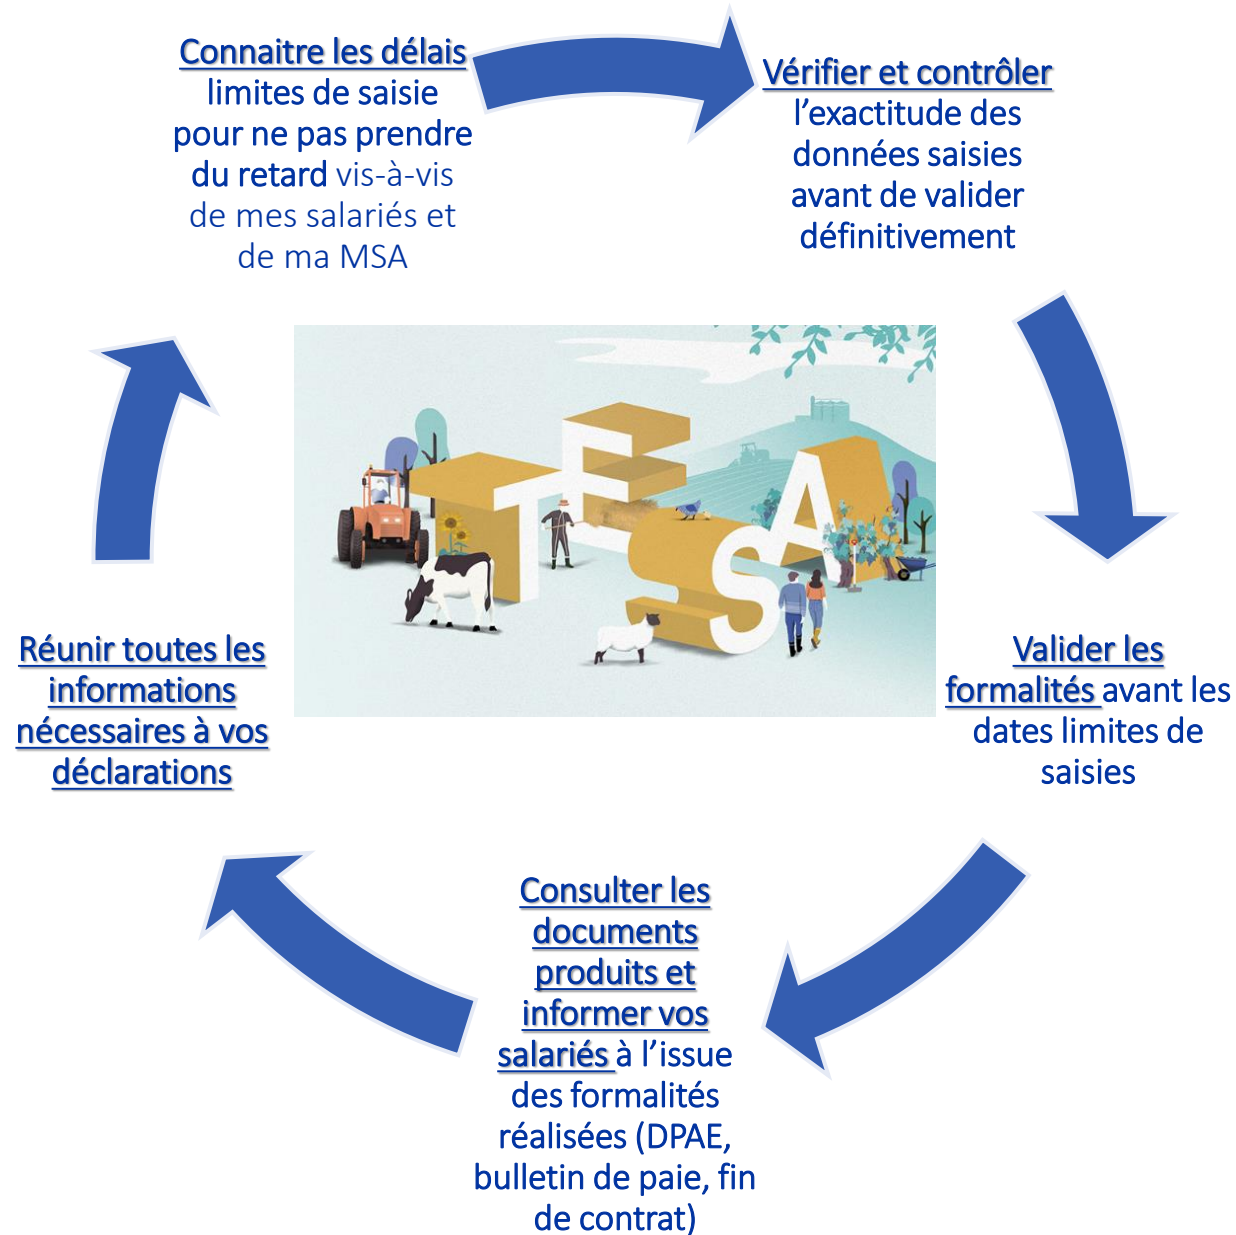 Connaitre les délais
limites de saisie
pour ne pas prendre
du retard vis-à-vis
de mes salariés et
de ma MSA
Vérifier et contrôler
l’exactitude des
données saisies
avant de valider
définitivement
Valider les
formalités avant les
dates limites de
saisies
Consulter les
documents
produits et
informer vos
salariés à l’issue
des formalités
réalisées (DPAE,
bulletin de paie, fin
de contrat)
Réunir toutes les
informations
nécessaires à vos
déclarations
TESA